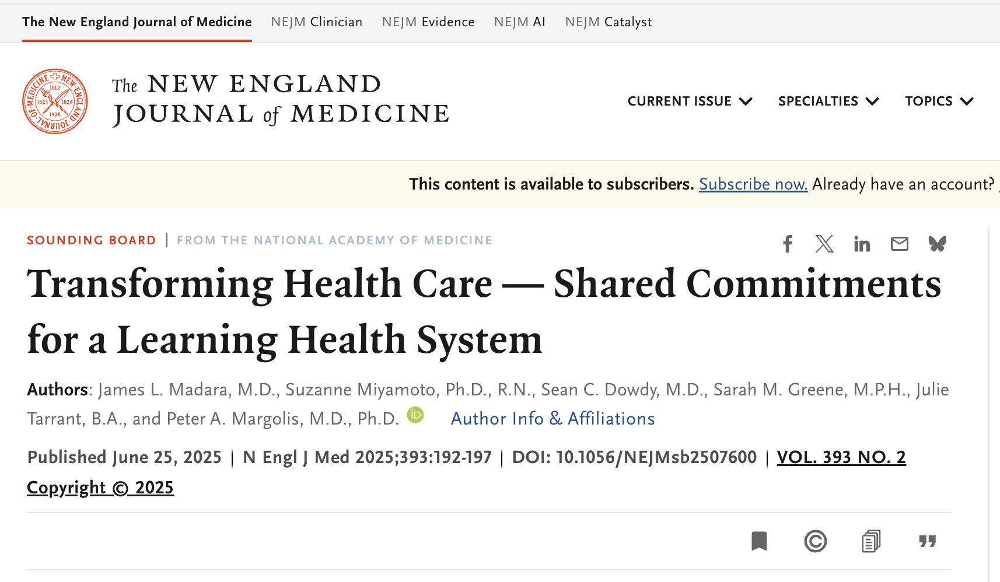 The New England Journal of Medicine NEJM Clinician NEJM Evidence NEJM AI NEJM Catalyst
NEW·ENGLAND JOURNAL·OF·MEDICINE
1812
1823 1828
1928
The NEW ENGLAND
JOURNAL of MEDICINE
CURRENT ISSUE SPECIALTIES TOPICS
This content is available to subscribers. Subscribe now. Already have an account?
SOUNDING BOARD | FROM THE NATIONAL ACADEMY OF MEDICINE
Transforming Health Care — Shared Commitments
for a Learning Health System
Authors: James L. Madara, M.D., Suzanne Miyamoto, Ph.D., R.N., Sean C. Dowdy, M.D., Sarah M. Greene, M.P.H., Julie
Tarrant, B.A., and Peter A. Margolis, M.D., Ph.D. iD Author Info & Affiliations
Published June 25, 2025 | N Engl J Med 2025;393:192-197 | DOI: 10.1056/NEJMsb2507600 | VOL. 393 NO. 2
Copyright © 2025